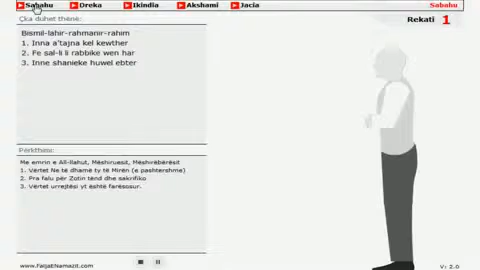 Sabahu Dreka Ikindia Akshami Jacia Sabahu
Çka duhet thënë: Rekati 1
Bismil-lahir-rahmanir-rahim
1. Inna a'tajna kel kewther
2. Fe sal-li li rabbike wen har
3. Inne shanieke huwel ebter
Përkthimi:
Me emrin e All-llahut, Mëshiruesit, Mëshirëbërësit
1. Vërtet Ne të dhamë ty të Mirën (e pashtershme)
2. Pra falu për Zotin tënd dhe sakrifiko
3. Vërtet urrejtësi yt është farësosur.
www.FaljaENamazit.com V: 2.0